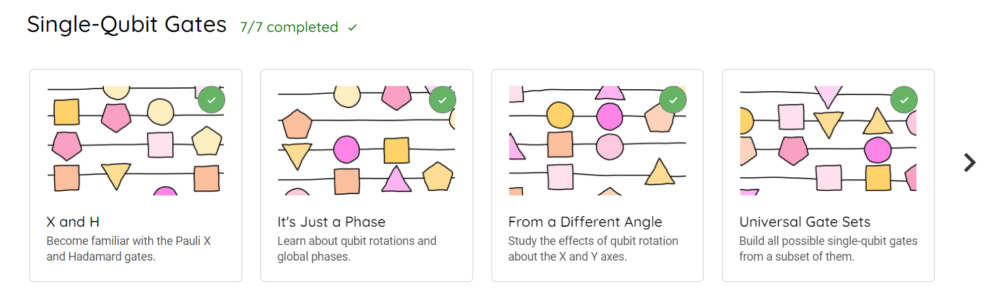 Single-Qubit Gates 7/7 completed ✓
X and H
Become familiar with the Pauli X
and Hadamard gates.
It's Just a Phase
Learn about qubit rotations and
global phases.
From a Different Angle
Study the effects of qubit rotation
about the X and Y axes.
Universal Gate Sets
Build all possible single-qubit gates
from a subset of them.